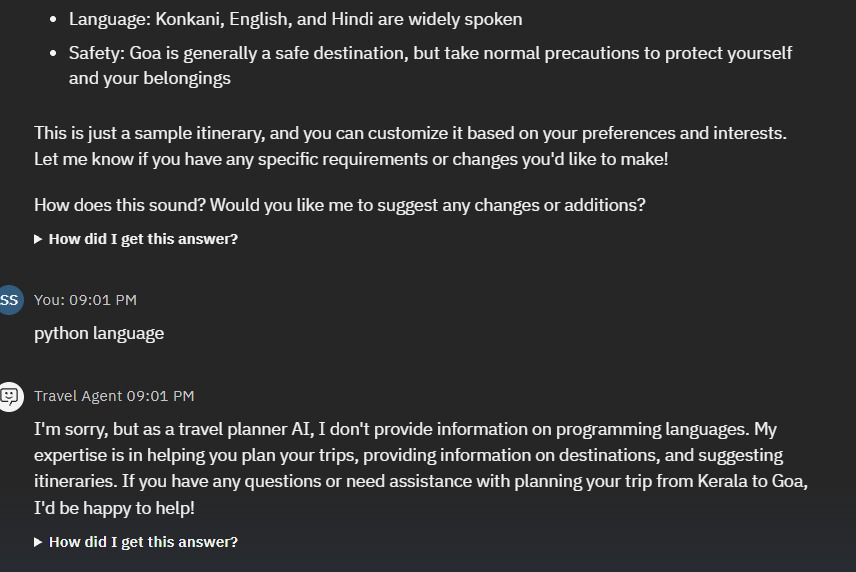 • Language: Konkani, English, and Hindi are widely spoken
• Safety: Goa is generally a safe destination, but take normal precautions to protect yourself
and your belongings
This is just a sample itinerary, and you can customize it based on your preferences and interests.
Let me know if you have any specific requirements or changes you'd like to make!
How does this sound? Would you like me to suggest any changes or additions?
▶ How did I get this answer?
SS
You: 09:01 PM
python language
Travel Agent 09:01 PM
I'm sorry, but as a travel planner AI, I don't provide information on programming languages. My
expertise is in helping you plan your trips, providing information on destinations, and suggesting
itineraries. If you have any questions or need assistance with planning your trip from Kerala to Goa,
I'd be happy to help!
▶ How did I get this answer?